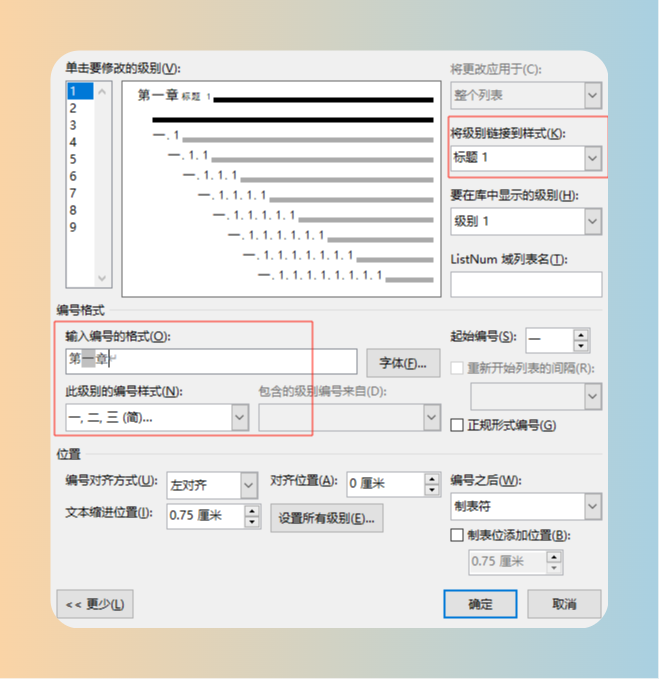 单击要修改的级别(V):
将更改应用于(C):
1
2
3
4
5
6
7
8
9
第一章 标题 1
一. 1
一. 1. 1
一. 1. 1. 1
一. 1. 1. 1. 1
一. 1. 1. 1. 1. 1
一. 1. 1. 1. 1. 1. 1
一. 1. 1. 1. 1. 1. 1. 1
一. 1. 1. 1. 1. 1. 1. 1. 1
整个列表
将级别链接到样式(K):
标题 1
要在库中显示的级别(H):
级别 1
ListNum 域列表名(T):
编号格式
输入编号的格式(O):
第一章
字体(F)...
起始编号(S): 一
重新开始列表的间隔(R):
此级别的编号样式(N):
包含的级别编号来自(D):
一, 二, 三 (简)...
正规形式编号(G)
位置
编号对齐方式(U): 左对齐
对齐位置(A): 0 厘米
编号之后(W):
制表符
文本缩进位置(I): 0.75 厘米
设置所有级别(E)...
制表位添加位置(B):
0.75 厘米
<< 更少(L)
确定
取消